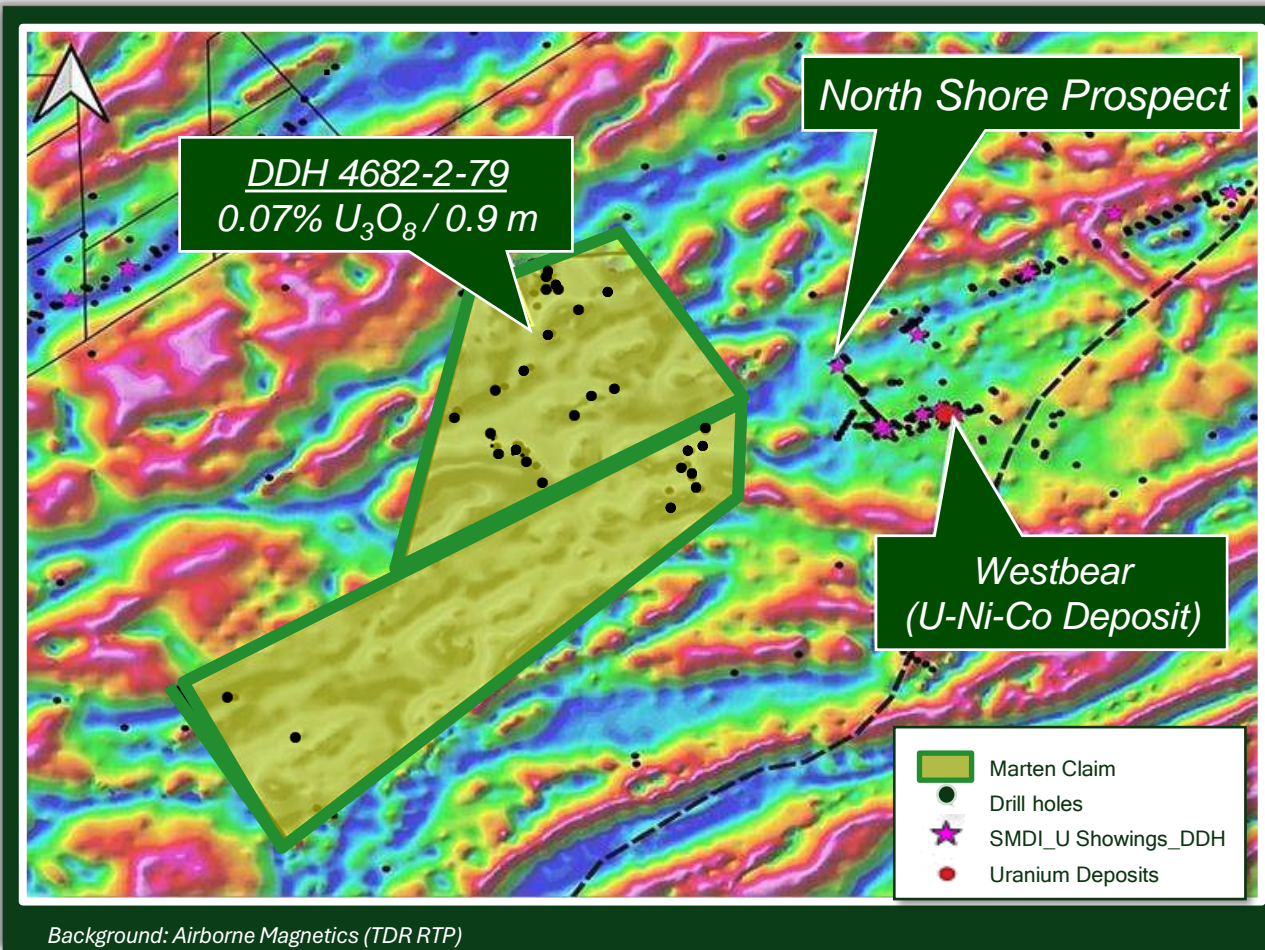 North Shore Prospect
DDH 4682-2-79
0.07% U₃O₈ / 0.9 m
Westbear
(U-Ni-Co Deposit)
Marten Claim
Drill holes
SMDI_U Showings_DDH
Uranium Deposits
Background: Airborne Magnetics (TDR RTP)